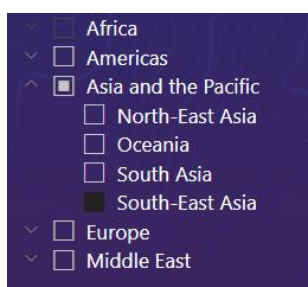 Africa
Americas
Asia and the Pacific
North-East Asia
Oceania
South Asia
South-East Asia
Europe
Middle East